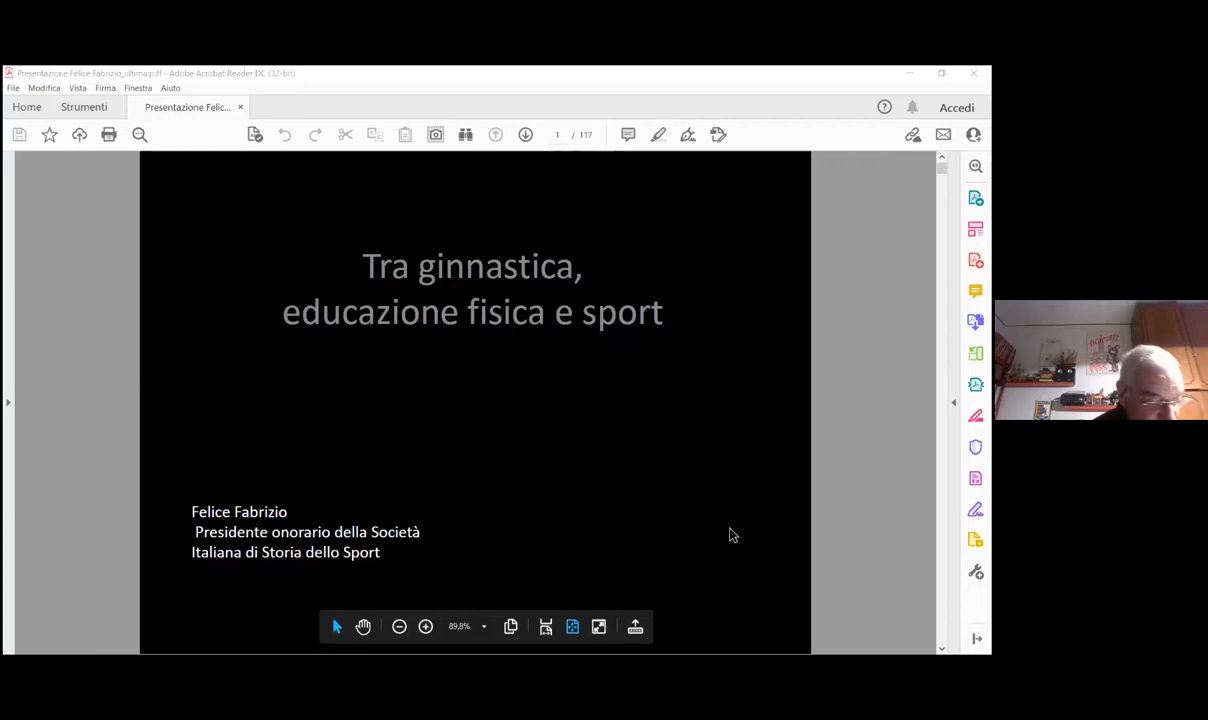 Presentazione Felice Fabrizio_ultima.pdf - Adobe Acrobat Reader DC (32-bit)
File Modifica Vista Firma Finestra Aiuto
Home Strumenti Presentazione Felic... × Accedi
1 / 117
Tra ginnastica,
educazione fisica e sport
Felice Fabrizio
Presidente onorario della Società
Italiana di Storia dello Sport
89,8%